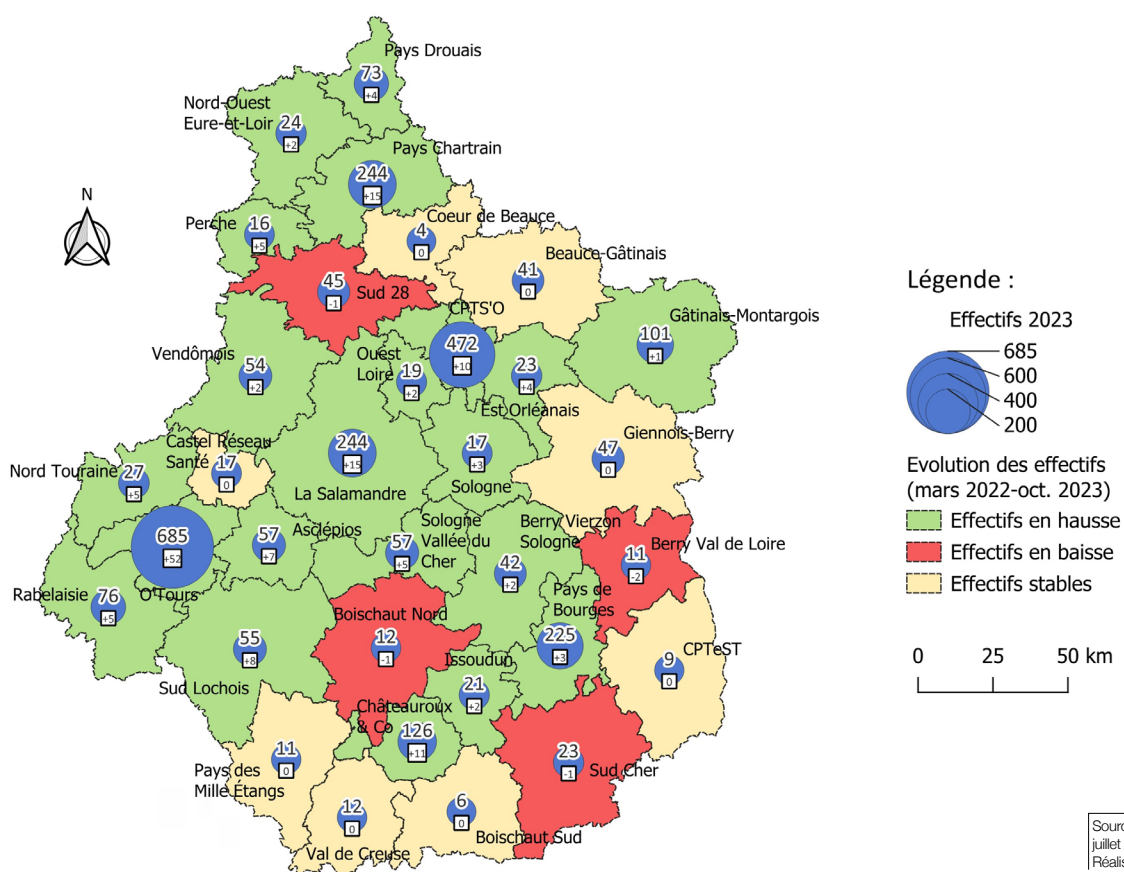 Pays Drouais
73
+4
Nord-Ouest
Eure-et-Loir
24
+2
Pays Chartrain
244
+15
N
Perche
16
+5
Coeur de Beauce
4
0
Beauce-Gâtinais
41
0
45
-1
Sud 28
CPTS'O
472
+10
Gâtinais-Montargois
101
+1
Vendômois
54
+2
Ouest
Loire
19
+2
23
+4
Est Orléanais
Giennois-Berry
47
0
Castel Réseau
Santé
17
0
244
+15
La Salamandre
17
+3
Sologne
Nord Touraine
27
+5
685
+52
O'Tours
57
+7
Asclépios
Sologne
Vallée du
Cher
57
+5
Berry Vierzon
Sologne
42
+2
Berry Val de Loire
11
-2
Rabelaisie
76
+5
Pays de
Bourges
225
+3
Boischaut Nord
12
-1
55
+8
Sud Lochois
Issoudun
21
+2
CPTeST
9
0
Châteauroux
& Co
126
+11
11
0
Pays des
Mille Étangs
23
-1
Sud Cher
12
0
Val de Creuse
6
0
Boischaut Sud
Légende :
Effectifs 2023
685
600
400
200
Evolution des effectifs
(mars 2022-oct. 2023)
Effectifs en hausse
Effectifs en baisse
Effectifs stables
0 25 50 km
Sourc
juillet
Réalis